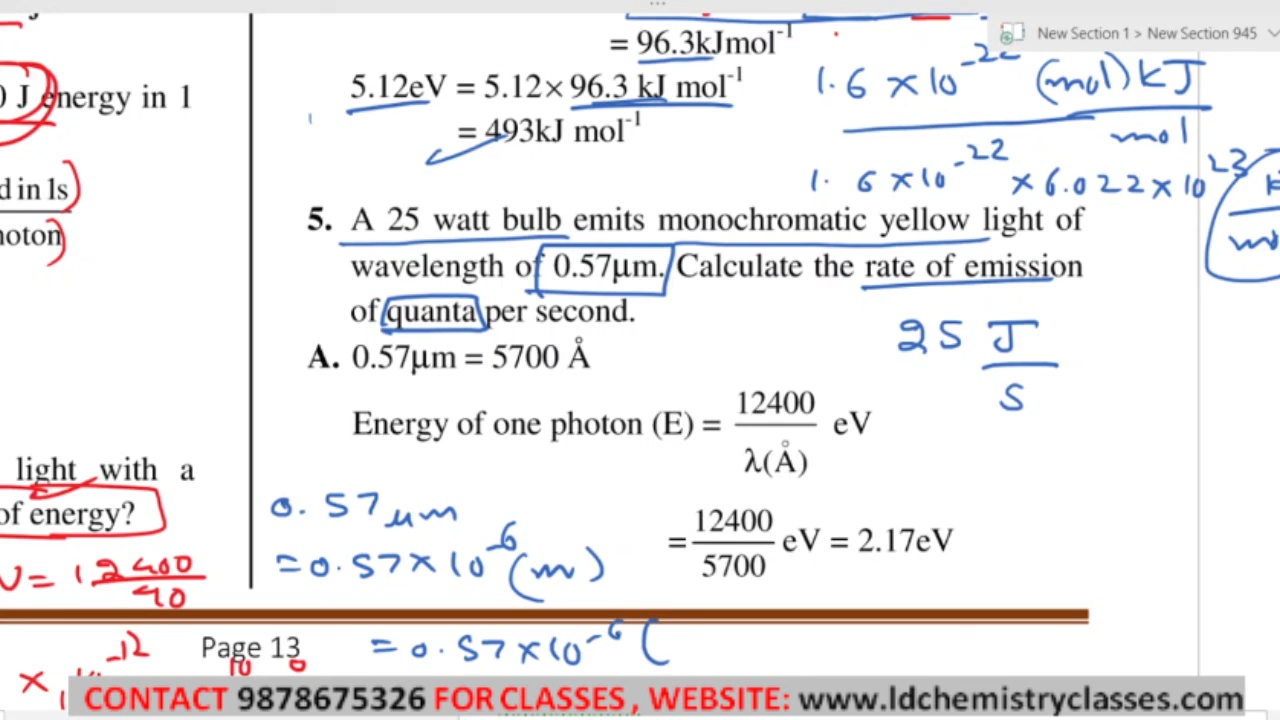 New Section 1 > New Section 945
= 96.3kJmol⁻¹
5.12eV = 5.12× 96.3 kJ mol⁻¹
= 493kJ mol⁻¹
1.6 × 10⁻²² (mol) kJ
mol
1.6 × 10⁻²² × 6.022 × 10²³
J energy in 1
d in 1s
hoton
5. A 25 watt bulb emits monochromatic yellow light of
wavelength of 0.57μm. Calculate the rate of emission
of quanta per second.
25 J
s
A. 0.57μm = 5700 Å
Energy of one photon (E) = 12400 / λ(Å) eV
= 12400 / 5700 eV = 2.17eV
light with a
of energy?
= 12400 / 40
0.57 μm
= 0.57 × 10⁻⁶ (m)
= 0.57 × 10⁻⁶ (
Page 13
CONTACT 9878675326 FOR CLASSES , WEBSITE: www.ldchemistryclasses.com